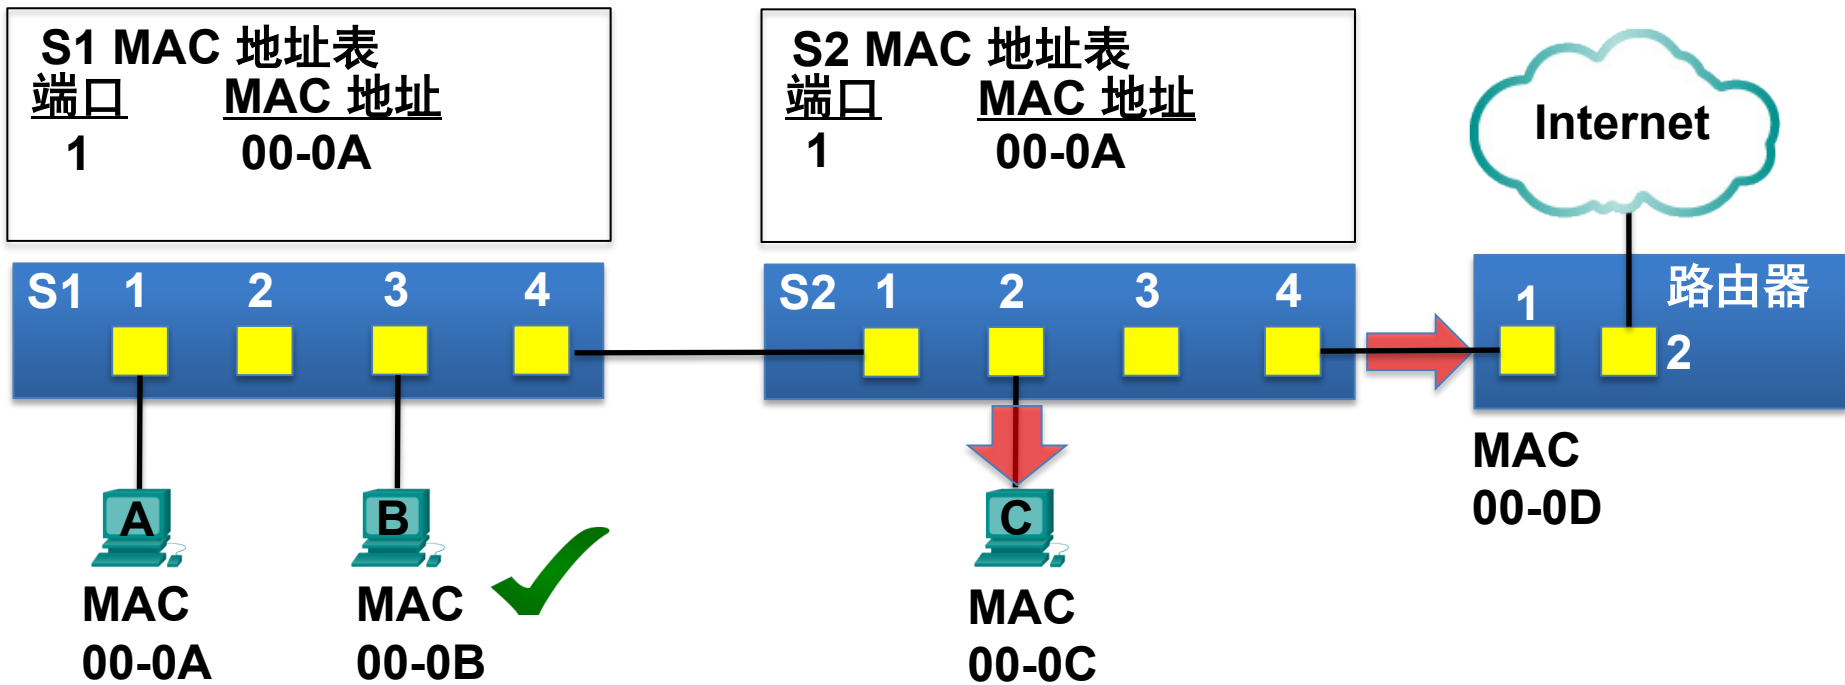 S1 MAC 地址表
端口 MAC 地址
1 00-0A
S2 MAC 地址表
端口 MAC 地址
1 00-0A
Internet
S1 1 2 3 4
S2 1 2 3 4
路由器
1
2
MAC
00-0D
A
MAC
00-0A
B
MAC
00-0B
C
MAC
00-0C